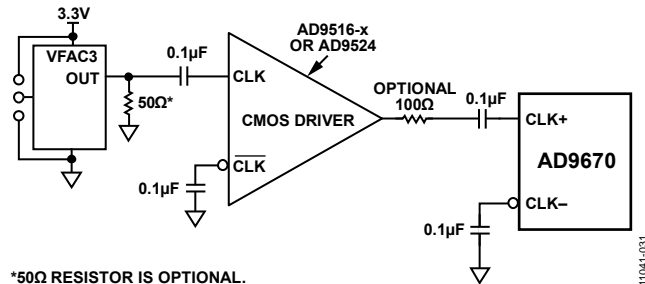 3.3V
VFAC3
OUT
50Ω*
0.1µF
CLK
CMOS DRIVER
CLK
0.1µF
AD9516-x
OR AD9524
OPTIONAL
100Ω
0.1µF
CLK+
AD9670
CLK–
0.1µF
*50Ω RESISTOR IS OPTIONAL.
11041-031